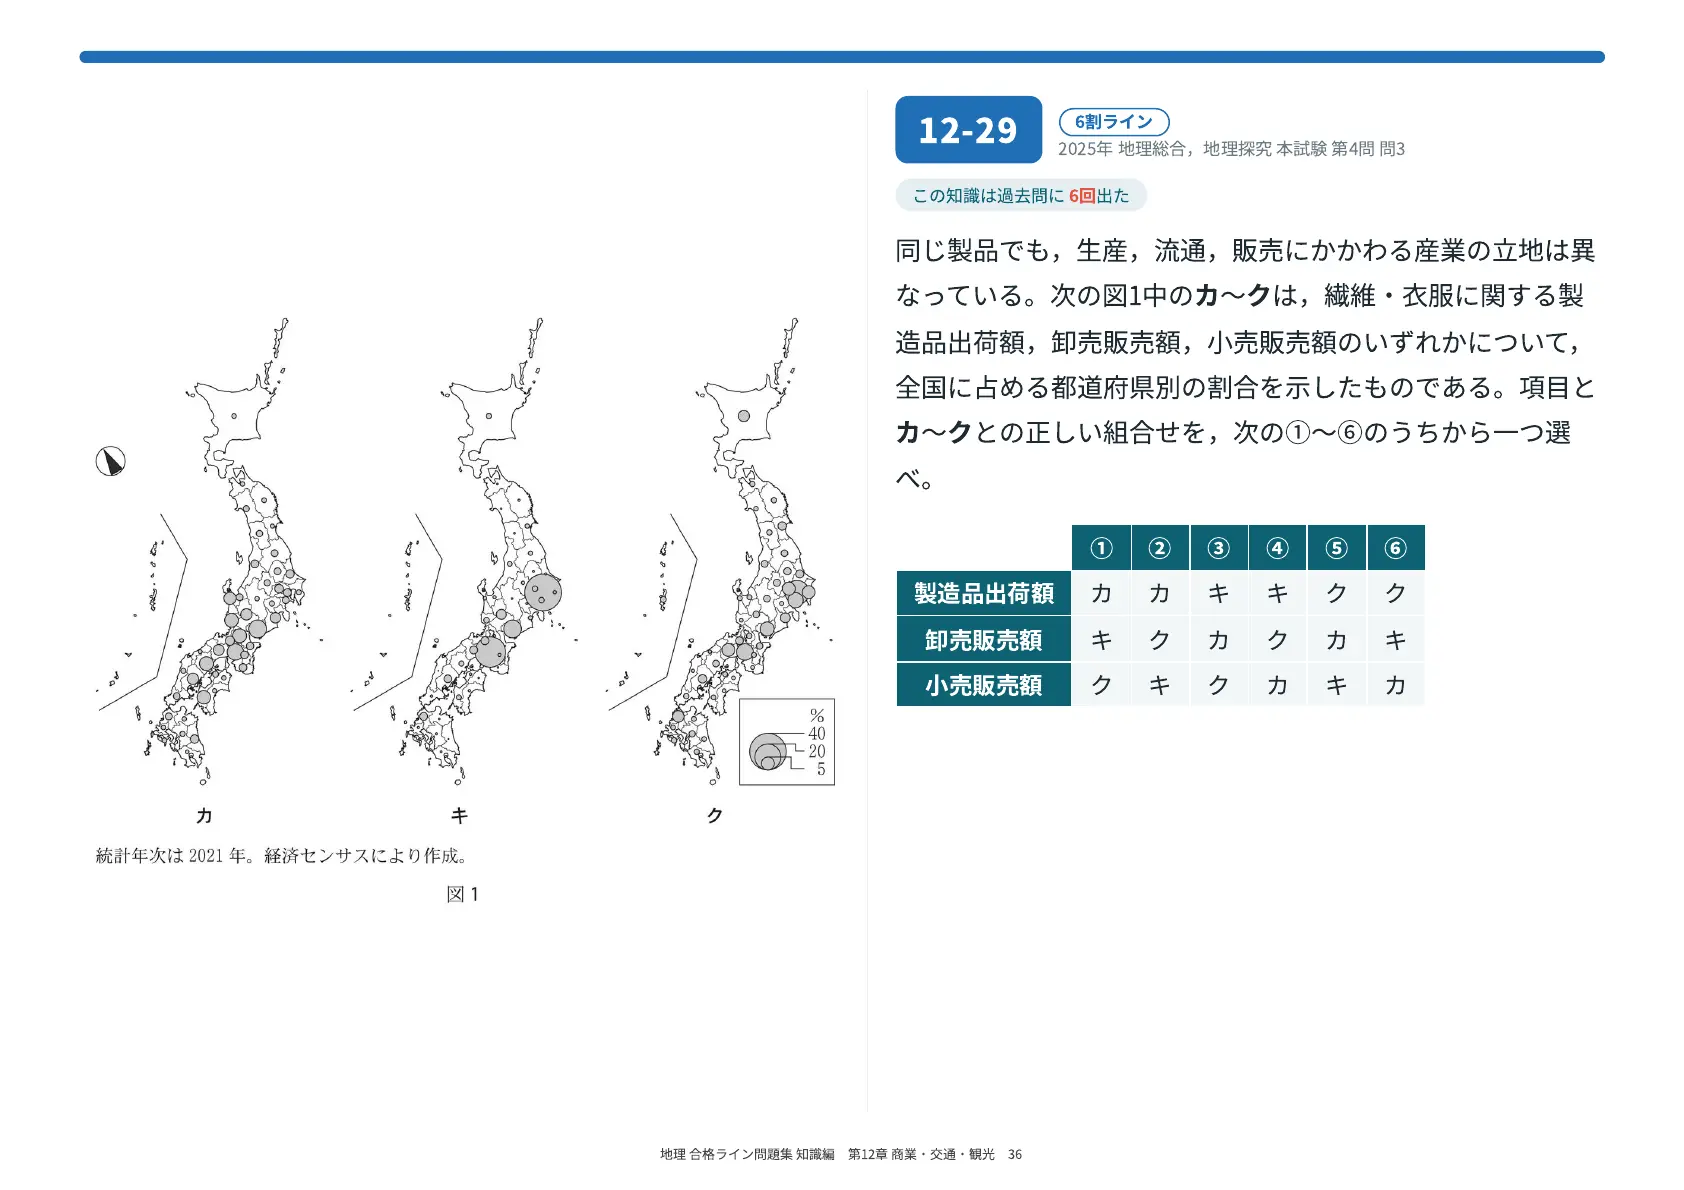 12-29
6割ライン
2025年 地理総合，地理探究 本試験 第4問 問3
この知識は過去問に 6回出た
同じ製品でも，生産，流通，販売にかかわる産業の立地は異
なっている。次の図1中のカ～クは，繊維・衣服に関する製
造品出荷額，卸売販売額，小売販売額のいずれかについて，
全国に占める都道府県別の割合を示したものである。項目と
カ～クとの正しい組合せを，次の①～⑥のうちから一つ選
べ。
① ② ③ ④ ⑤ ⑥
製造品出荷額 カ カ キ キ ク ク
卸売販売額 キ ク カ ク カ キ
小売販売額 ク キ ク カ キ カ
%
40
20
5
カ キ ク
統計年次は 2021 年。経済センサスにより作成。
図 1
地理 合格ライン問題集 知識編 第12章 商業・交通・観光 36